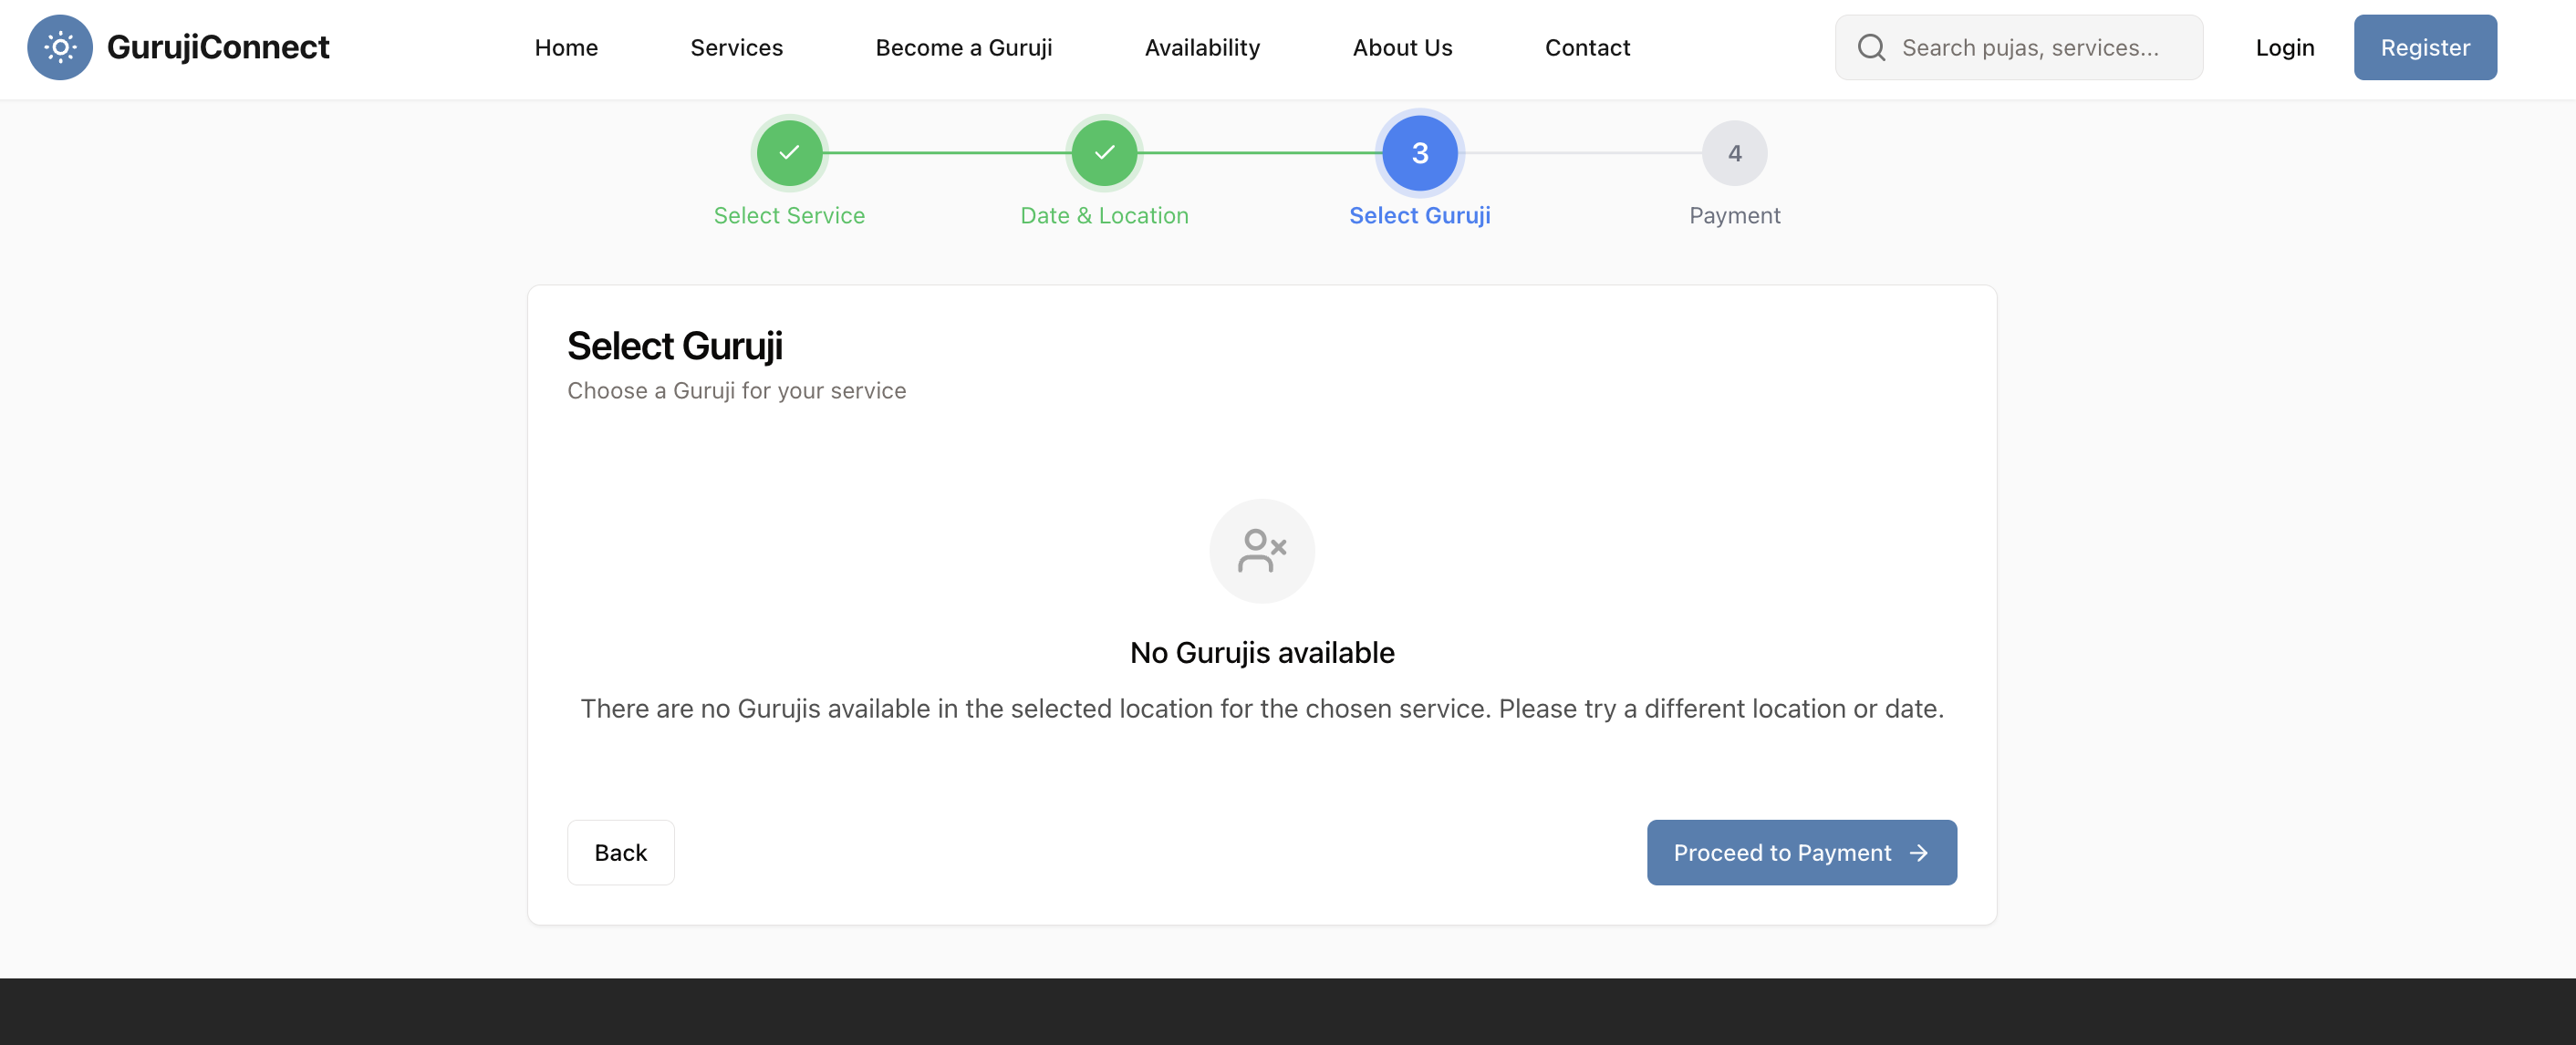 GurujiConnect
Home Services Become a Guruji Availability About Us Contact
Search pujas, services...
Login
Register
3
4
Select Service
Date & Location
Select Guruji
Payment
Select Guruji
Choose a Guruji for your service
No Gurujis available
There are no Gurujis available in the selected location for the chosen service. Please try a different location or date.
Back
Proceed to Payment